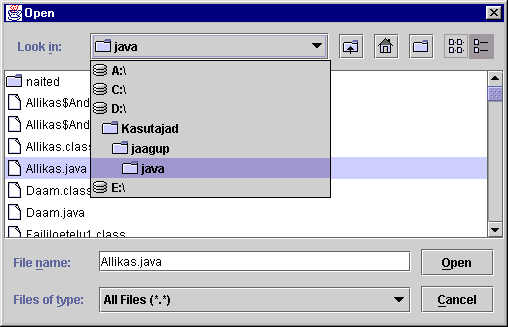 Open
Look in:
java
A:\
C:\
D:\
Kasutajad
jaagup
java
E:\
naited
Allikas$And
Allikas$And
Allikas.clas
Allikas.java
Daam.class
Daam.java
Faililoetelu1.class
File name:
Allikas.java
Open
Files of type:
All Files (*.*)
Cancel